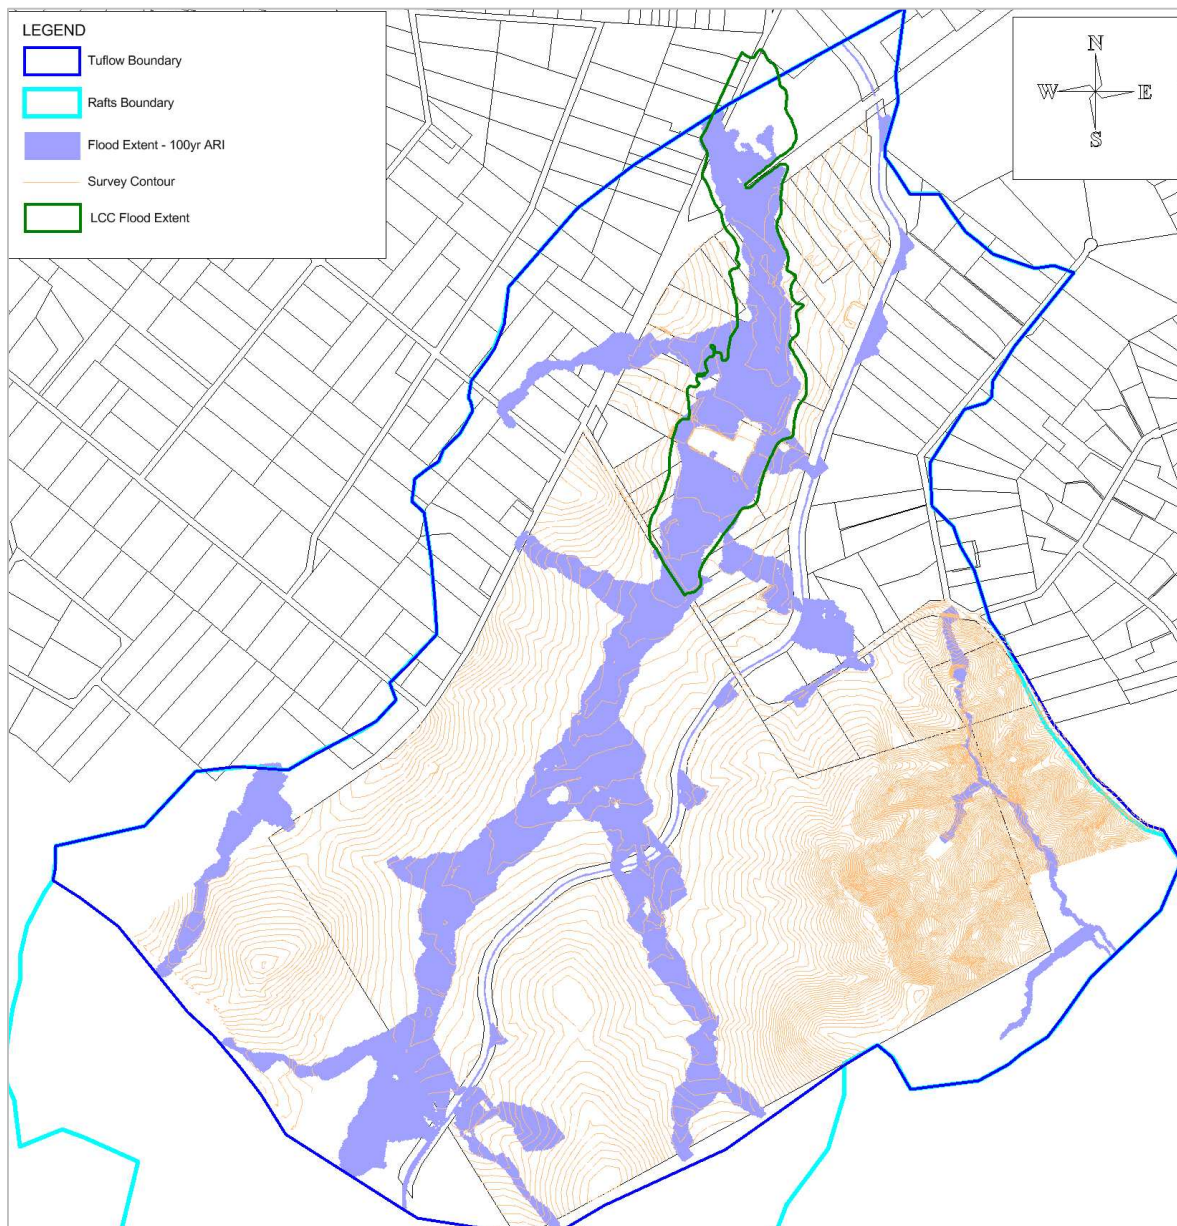 LEGEND
Tuflow Boundary
Rafts Boundary
Flood Extent - 100yr ARI
Survey Contour
LCC Flood Extent
N
W E
S